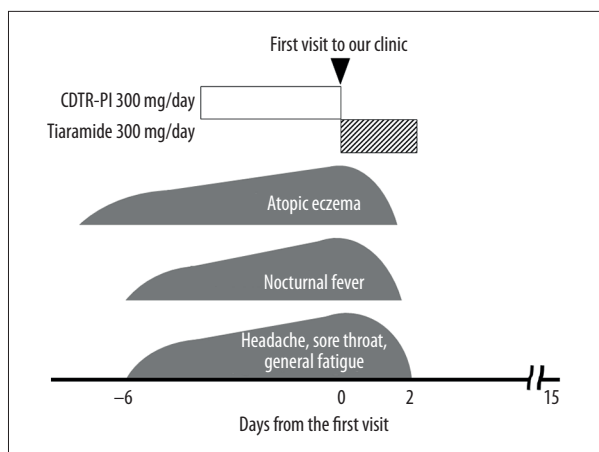 First visit to our clinic
CDTR-PI 300 mg/day
Tiaramide 300 mg/day
Atopic eczema
Nocturnal fever
Headache, sore throat,
general fatigue
–6 0 2 15
Days from the first visit